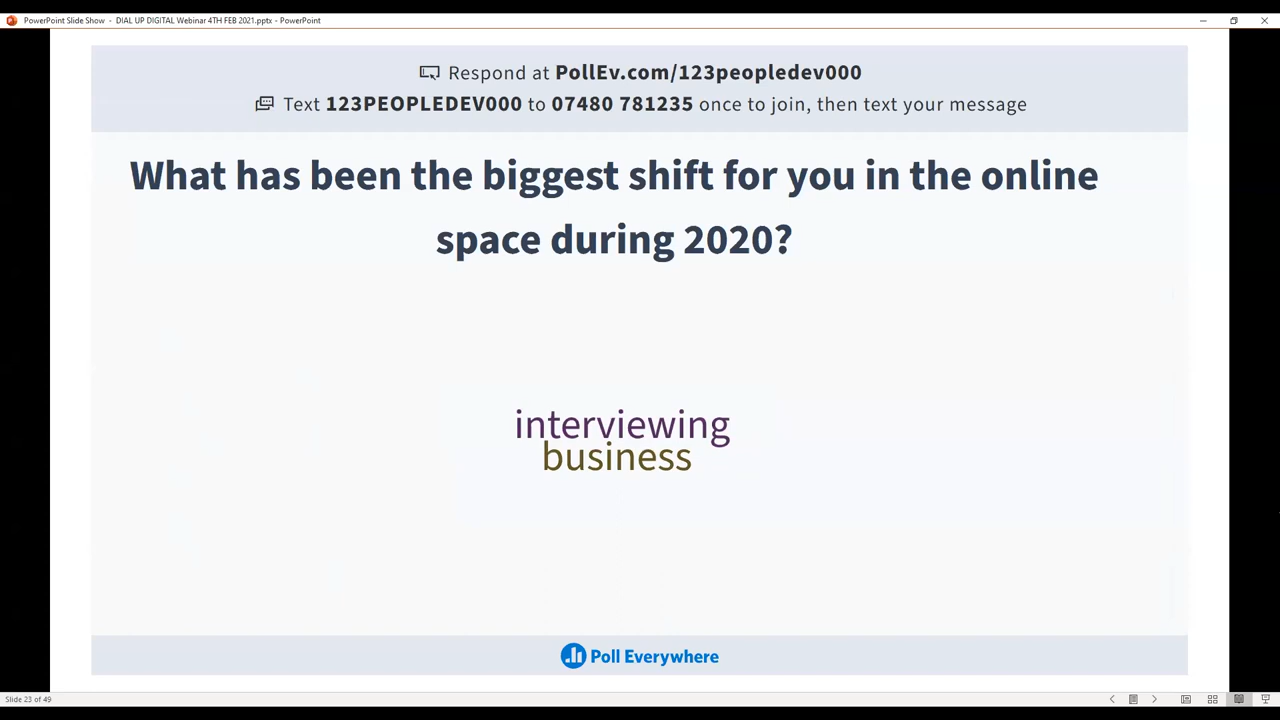 PowerPoint Slide Show - DIAL UP DIGITAL Webinar 4TH FEB 2021.pptx - PowerPoint
Respond at PollEv.com/123peopledev000
Text 123PEOPLEDEV000 to 07480 781235 once to join, then text your message
What has been the biggest shift for you in the online
space during 2020?
interviewing
business
Poll Everywhere
Slide 23 of 49